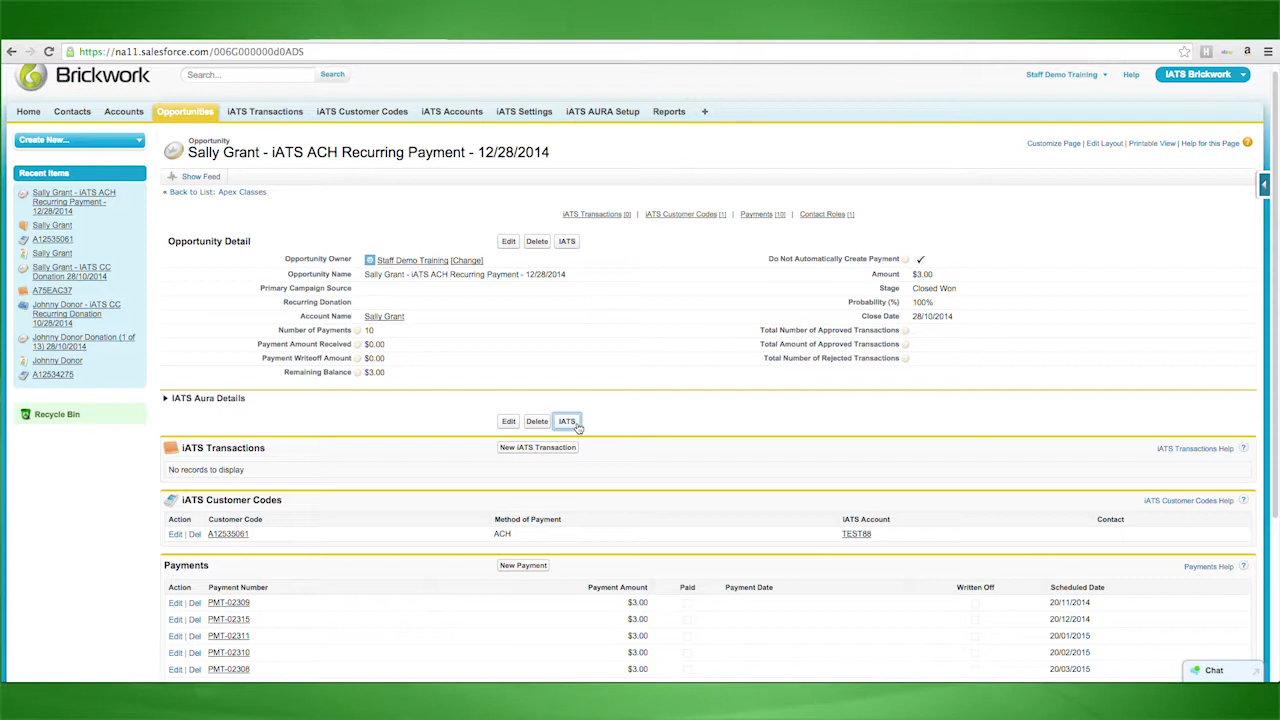 https://na11.salesforce.com/006G000000d0ADS
Brickwork
Search...
Search
Staff Demo Training
Help
IATS Brickwork
Home
Contacts
Accounts
Opportunities
iATS Transactions
iATS Customer Codes
iATS Accounts
iATS Settings
iATS AURA Setup
Reports
+
Create New...
Recent Items
Sally Grant - iATS ACH
Recurring Payment -
12/28/2014
Sally Grant
A12535061
Sally Grant
Sally Grant - iATS CC
Donation 28/10/2014
A75EAC37
Johnny Donor - iATS CC
Recurring Donation
10/28/2014
Johnny Donor Donation (1 of
13) 28/10/2014
Johnny Donor
A12534275
Recycle Bin
Opportunity
Sally Grant - iATS ACH Recurring Payment - 12/28/2014
Customize Page | Edit Layout | Printable View | Help for this Page
Show Feed
« Back to List: Apex Classes
iATS Transactions [0] | iATS Customer Codes [1] | Payments [10] | Contact Roles [1]
Opportunity Detail
Edit Delete IATS
Opportunity Owner Staff Demo Training [Change]
Do Not Automatically Create Payment
Opportunity Name Sally Grant - iATS ACH Recurring Payment - 12/28/2014
Amount $3.00
Primary Campaign Source
Stage Closed Won
Recurring Donation
Probability (%) 100%
Account Name Sally Grant
Close Date 28/10/2014
Number of Payments 10
Total Number of Approved Transactions
Payment Amount Received $0.00
Total Amount of Approved Transactions
Payment Writeoff Amount $0.00
Total Number of Rejected Transactions
Remaining Balance $3.00
IATS Aura Details
Edit Delete IATS
iATS Transactions
New iATS Transaction
iATS Transactions Help
No records to display
iATS Customer Codes
iATS Customer Codes Help
Action Customer Code Method of Payment IATS Account Contact
Edit | Del A12535061 ACH TEST88
Payments
New Payment
Payments Help
Action Payment Number Payment Amount Paid Payment Date Written Off Scheduled Date
Edit | Del PMT-02309 $3.00 20/11/2014
Edit | Del PMT-02315 $3.00 20/12/2014
Edit | Del PMT-02311 $3.00 20/01/2015
Edit | Del PMT-02310 $3.00 20/02/2015
Edit | Del PMT-02308 $3.00 20/03/2015
Chat